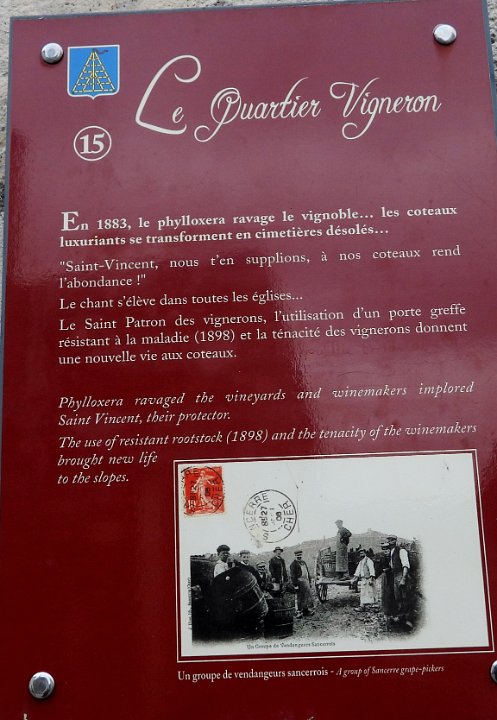 Le Quartier Vigneron
15
En 1883, le phylloxera ravage le vignoble... les coteaux
luxuriants se transforment en cimetières désolés...
"Saint-Vincent, nous t'en supplions, à nos coteaux rend
l'abondance !"
Le chant s'élève dans toutes les églises...
Le Saint Patron des vignerons, l'utilisation d'un porte greffe
résistant à la maladie (1898) et la ténacité des vignerons donnent
une nouvelle vie aux coteaux.
Phylloxera ravaged the vineyards and winemakers implored
Saint Vincent, their protector.
The use of resistant rootstock (1898) and the tenacity of the winemakers
brought new life
to the slopes.
SANCERRE
CHER
Un Groupe de Vendangeurs Sancerrois
Un groupe de vendangeurs sancerrois - A group of Sancerre grape-pickers